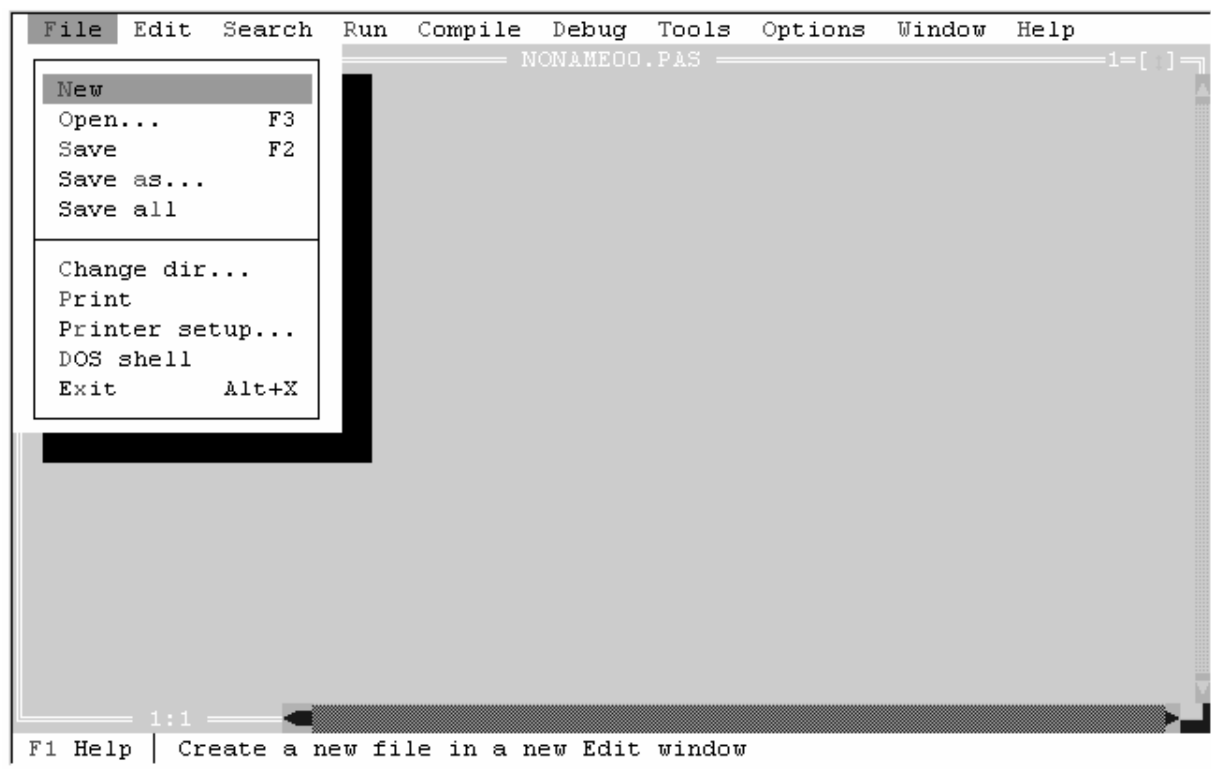 File Edit Search Run Compile Debug Tools Options Window Help
NONAME00.PAS 1=[↕]
New
Open... F3
Save F2
Save as...
Save all
Change dir...
Print
Printer setup...
DOS shell
Exit Alt+X
1:1
F1 Help │ Create a new file in a new Edit window